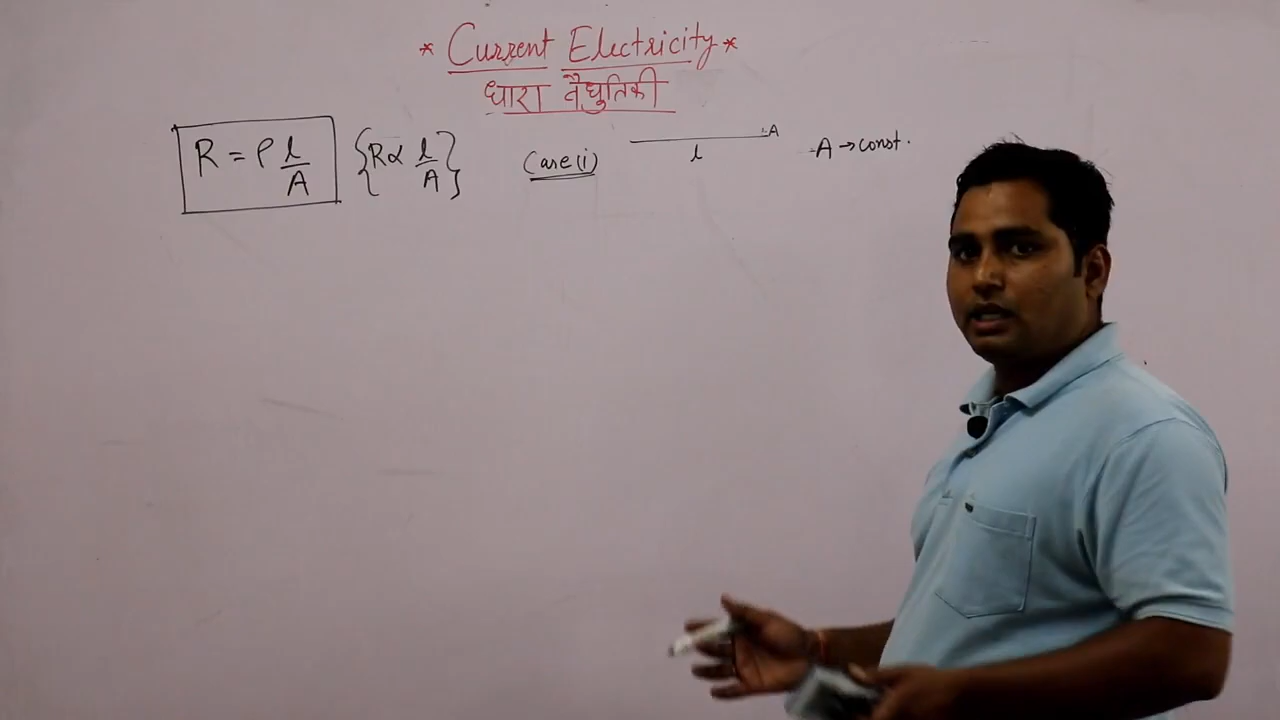 * Current Electricity *
धारा वैद्युतिकी
R = ρ l/A {R ∝ l/A} Case (i) l A A → const.